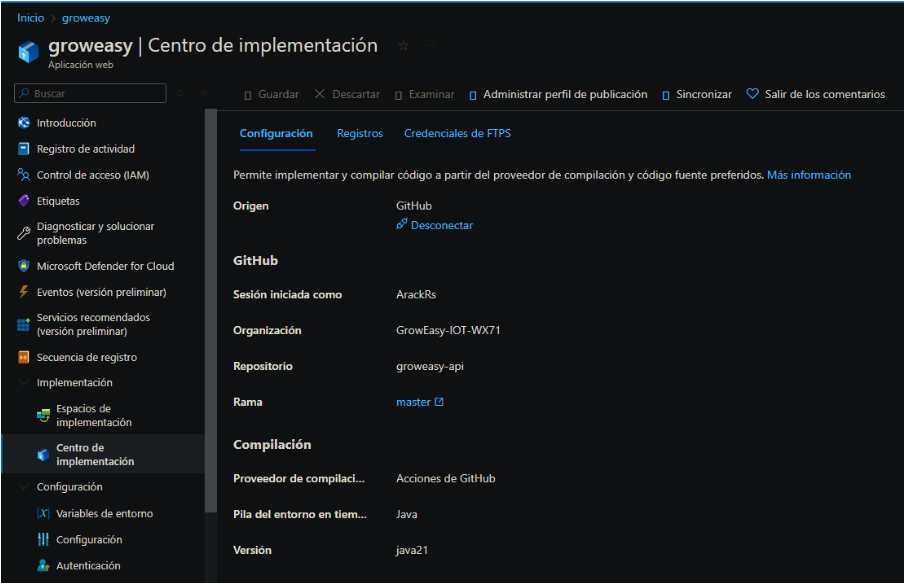 Inicio > groweasy
groweasy | Centro de implementación
Aplicación web
Buscar
Guardar Descartar Examinar Administrar perfil de publicación Sincronizar Salir de los comentarios
Introducción
Registro de actividad
Control de acceso (IAM)
Etiquetas
Diagnosticar y solucionar
problemas
Microsoft Defender for Cloud
Eventos (versión preliminar)
Servicios recomendados
(versión preliminar)
Secuencia de registro
Implementación
Espacios de
implementación
Centro de
implementación
Configuración
Variables de entorno
Configuración
Autenticación
Configuración Registros Credenciales de FTPS
Permite implementar y compilar código a partir del proveedor de compilación y código fuente preferidos. Más información
Origen GitHub
Desconectar
GitHub
Sesión iniciada como ArackRs
Organización GrowEasy-IOT-WX71
Repositorio groweasy-api
Rama master
Compilación
Proveedor de compilaci... Acciones de GitHub
Pila del entorno en tiem... Java
Versión java21